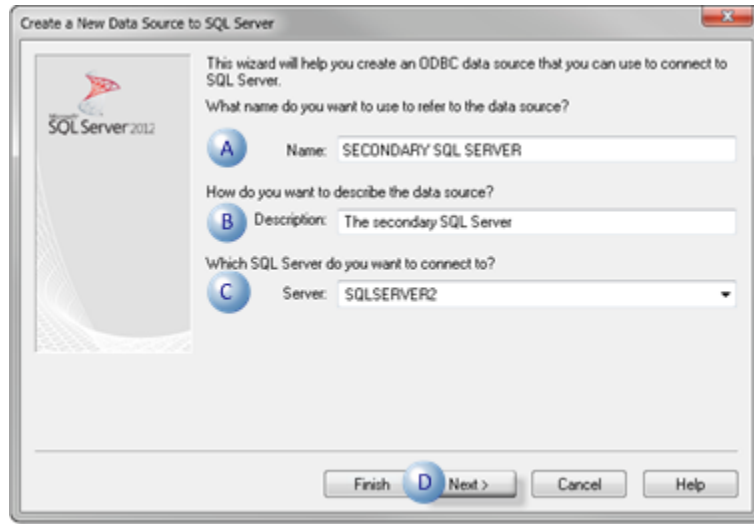 Create a New Data Source to SQL Server
This wizard will help you create an ODBC data source that you can use to connect to
SQL Server.
What name do you want to use to refer to the data source?
Microsoft
SQL Server 2012
A Name: SECONDARY SQL SERVER
How do you want to describe the data source?
B Description: The secondary SQL Server
Which SQL Server do you want to connect to?
C Server: SQLSERVER2
Finish D Next > Cancel Help